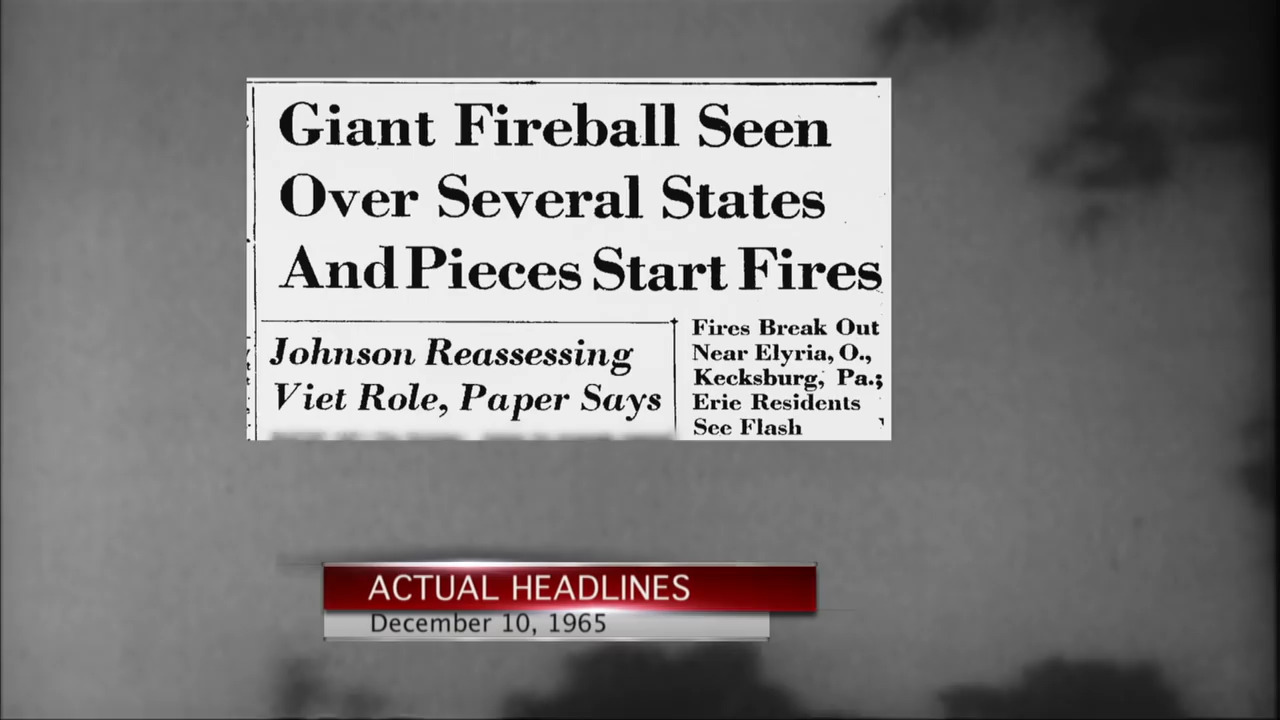 Giant Fireball Seen
Over Several States
And Pieces Start Fires
Johnson Reassessing
Viet Role, Paper Says
Fires Break Out
Near Elyria, O.,
Kecksburg, Pa.;
Erie Residents
See Flash
ACTUAL HEADLINES
December 10, 1965